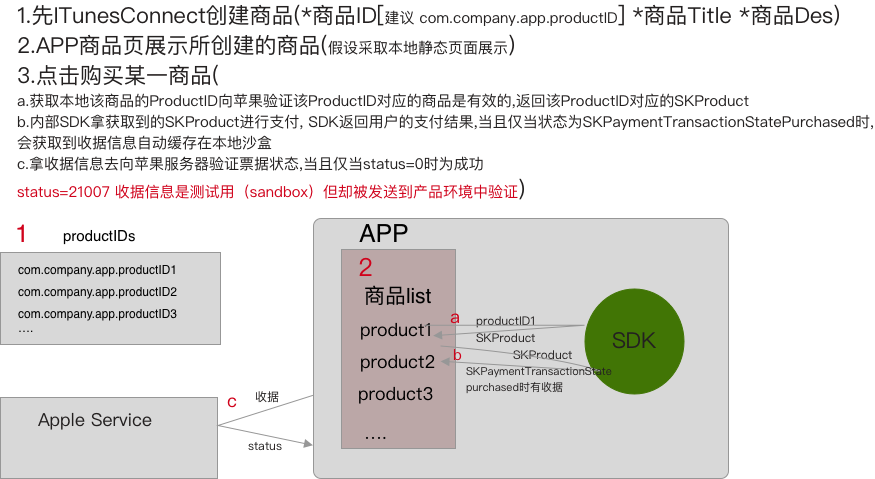 1.先ITunesConnect创建商品(*商品ID[建议 com.company.app.productID] *商品Title *商品Des)
2.APP商品页展示所创建的商品(假设采取本地静态页面展示)
3.点击购买某一商品(
a.获取本地该商品的ProductID向苹果验证该ProductID对应的商品是有效的,返回该ProductID对应的SKProduct
b.内部SDK拿获取到的SKProduct进行支付, SDK返回用户的支付结果,当且仅当状态为SKPaymentTransactionStatePurchased时,
会获取到收据信息自动缓存在本地沙盒
c.拿收据信息去向苹果服务器验证票据状态,当且仅当status=0时为成功
status=21007 收据信息是测试用（sandbox）但却被发送到产品环境中验证)
1 productIDs
com.company.app.productID1
com.company.app.productID2
com.company.app.productID3
....
APP
2
商品list
product1
product2
product3
....
a productID1
SKProduct
b SKProduct
SKPaymentTransactionState
purchased时有收据
SDK
Apple Service
c 收据
status